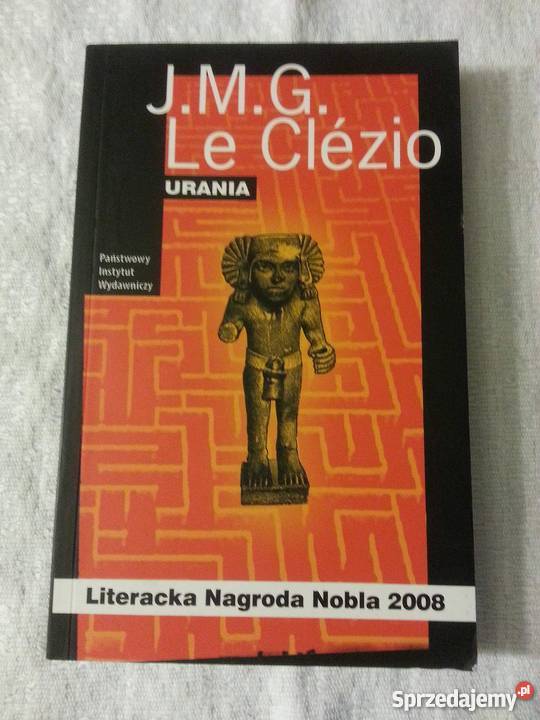 J.M.G.
Le Clézio
URANIA
Państwowy
Instytut
Wydawniczy
Literacka Nagroda Nobla 2008
Sprzedajemy.pl